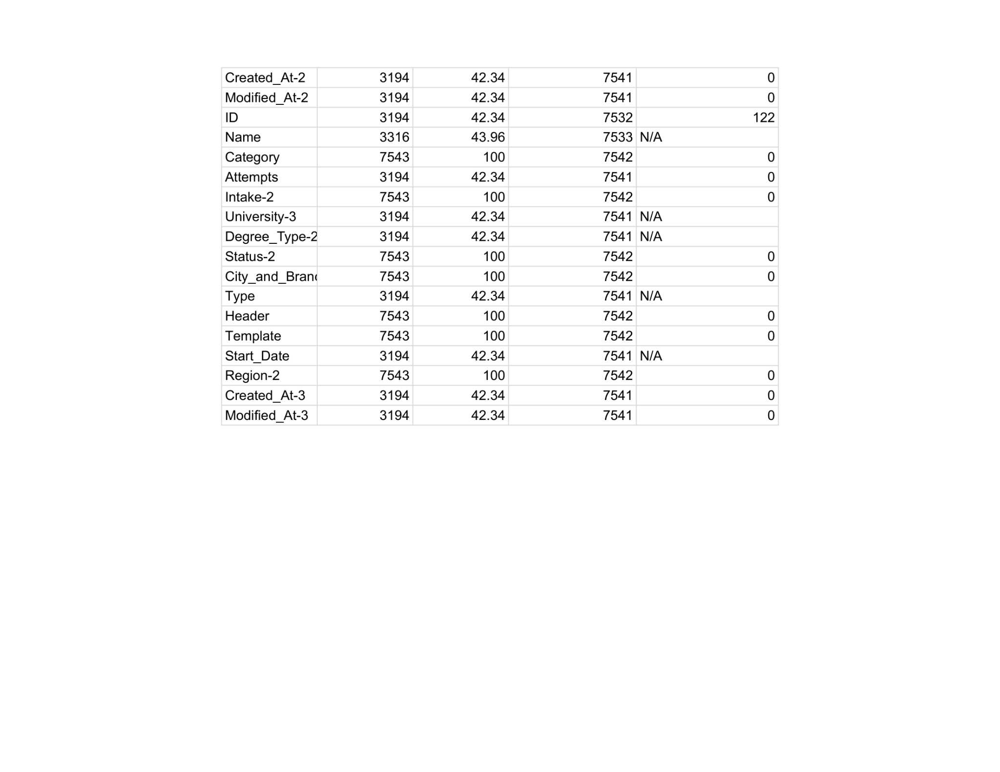 Created_At-2 3194 42.34 7541 0
Modified_At-2 3194 42.34 7541 0
ID 3194 42.34 7532 122
Name 3316 43.96 7533 N/A
Category 7543 100 7542 0
Attempts 3194 42.34 7541 0
Intake-2 7543 100 7542 0
University-3 3194 42.34 7541 N/A
Degree_Type-2 3194 42.34 7541 N/A
Status-2 7543 100 7542 0
City_and_Branc 7543 100 7542 0
Type 3194 42.34 7541 N/A
Header 7543 100 7542 0
Template 7543 100 7542 0
Start_Date 3194 42.34 7541 N/A
Region-2 7543 100 7542 0
Created_At-3 3194 42.34 7541 0
Modified_At-3 3194 42.34 7541 0